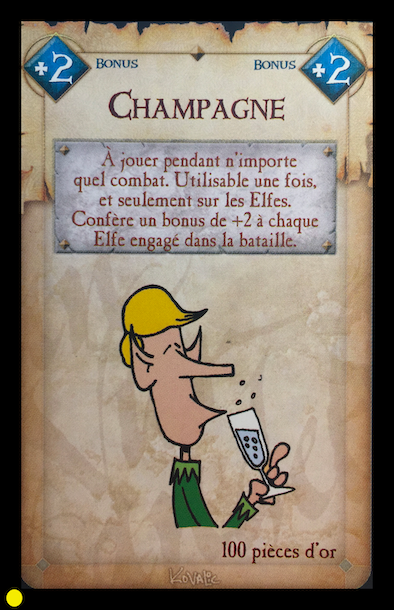 +2 BONUS BONUS +2
CHAMPAGNE
À jouer pendant n'importe
quel combat. Utilisable une fois,
et seulement sur les Elfes.
Confère un bonus de +2 à chaque
Elfe engagé dans la bataille.
100 pièces d'or
KOVALIC